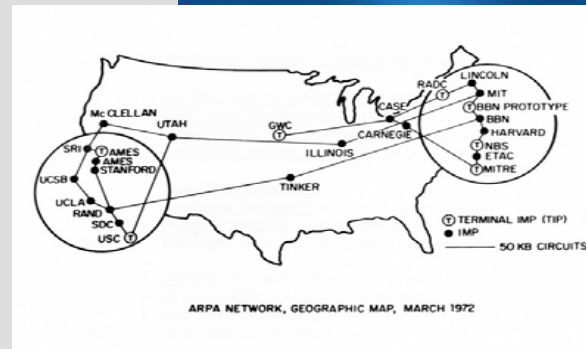 LINCOLN
RADC
T
MIT
CASE
T BBN PROTOTYPE
McCLELLAN
UTAH
GWC
T
BBN
CARNEGIE
HARVARD
SRI
T AMES
AMES
STANFORD
ILLINOIS
T NBS
ETAC
T MITRE
UCSB
TINKER
UCLA
RAND
SDC
USC T
T TERMINAL IMP (TIP)
IMP
50 KB CIRCUITS
ARPA NETWORK, GEOGRAPHIC MAP, MARCH 1972